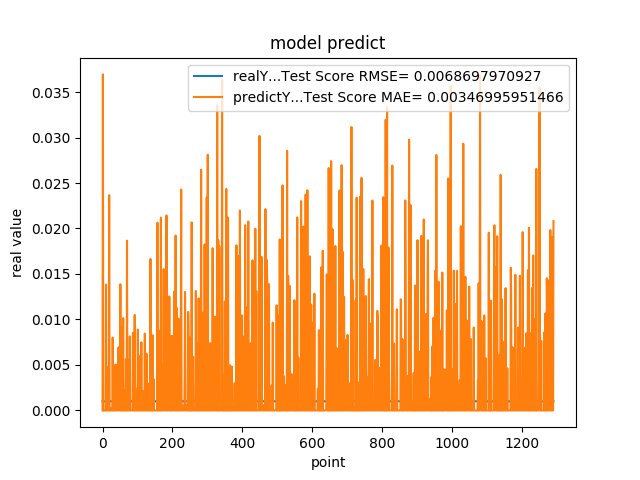 model predict
realY...Test Score RMSE= 0.0068697970927
predictY...Test Score MAE= 0.00346995951466
0.035
0.030
0.025
0.020
0.015
0.010
0.005
0.000
real value
0 200 400 600 800 1000 1200
point